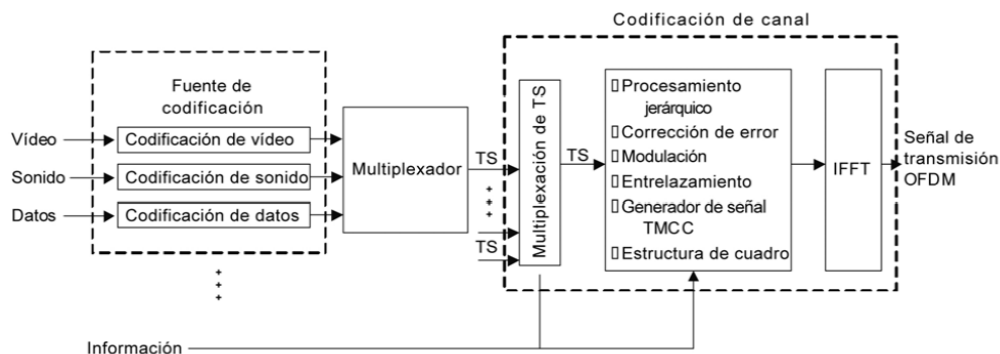 Codificación de canal
Fuente de
codificación
Vídeo
Codificación de vídeo
Sonido
Codificación de sonido
Datos
Codificación de datos
Multiplexador
TS
TS
Multiplexación de TS
TS
Procesamiento
jerárquico
Corrección de error
Modulación
Entrelazamiento
Generador de señal
TMCC
Estructura de cuadro
IFFT
Señal de
transmisión
OFDM
Información